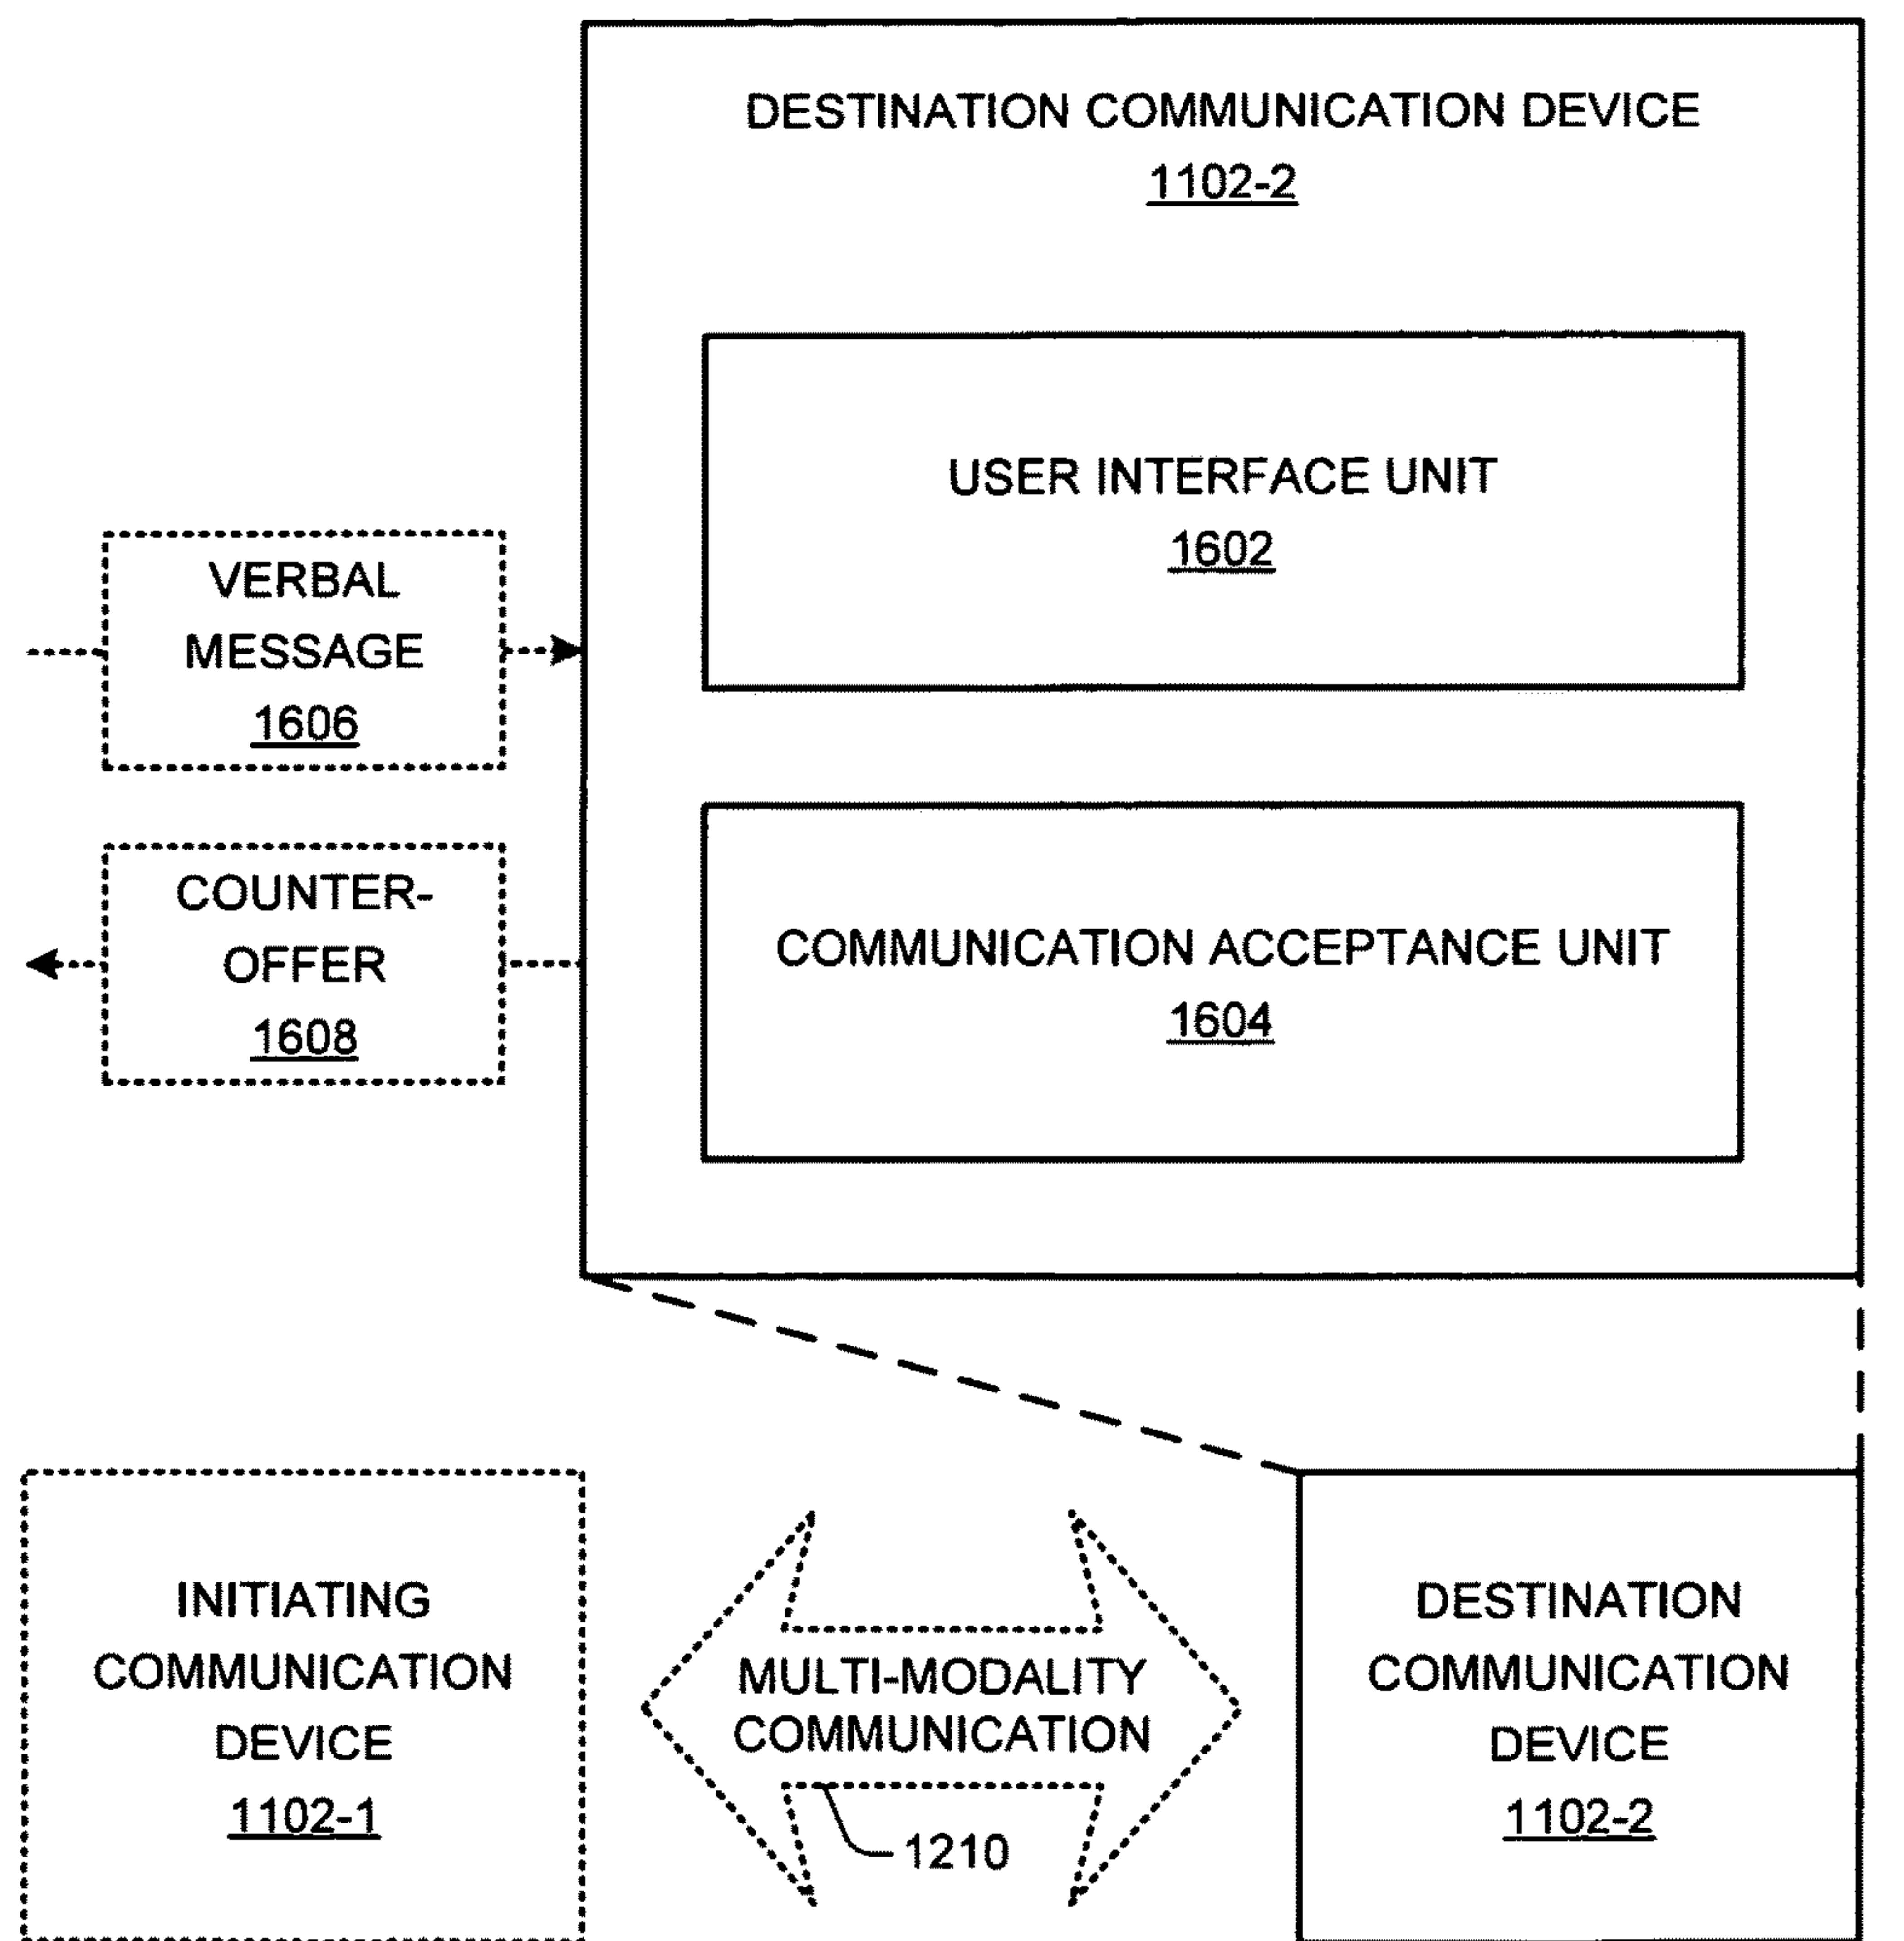 DESTINATION COMMUNICATION DEVICE
1102-2
USER INTERFACE UNIT
1602
VERBAL
MESSAGE
1606
COUNTER-
OFFER
1608
COMMUNICATION ACCEPTANCE UNIT
1604
INITIATING
COMMUNICATION
DEVICE
1102-1
MULTI-MODALITY
COMMUNICATION
1210
DESTINATION
COMMUNICATION
DEVICE
1102-2